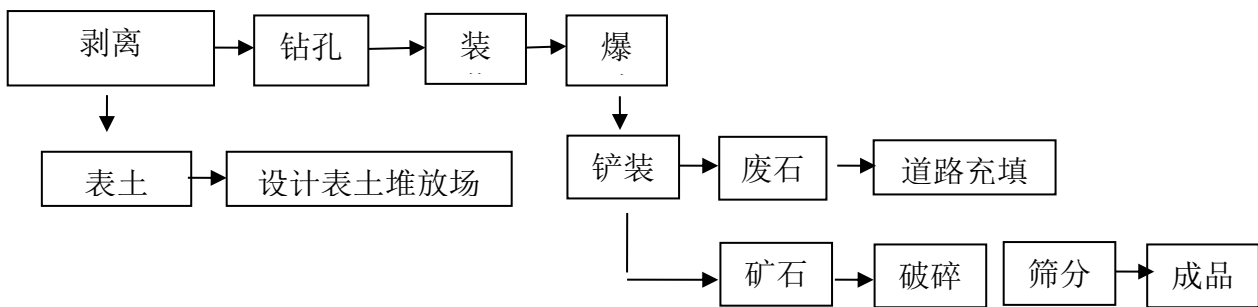 剥离
钻孔
装
爆
表土
设计表土堆放场
铲装
废石
道路充填
矿石
破碎
筛分
成品